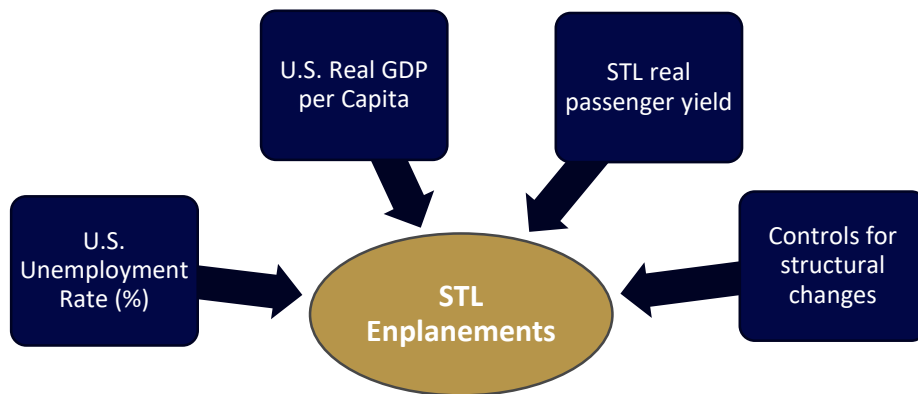 U.S.
Unemployment
Rate (%)
U.S. Real GDP
per Capita
STL real
passenger yield
Controls for
structural
changes
STL
Enplanements